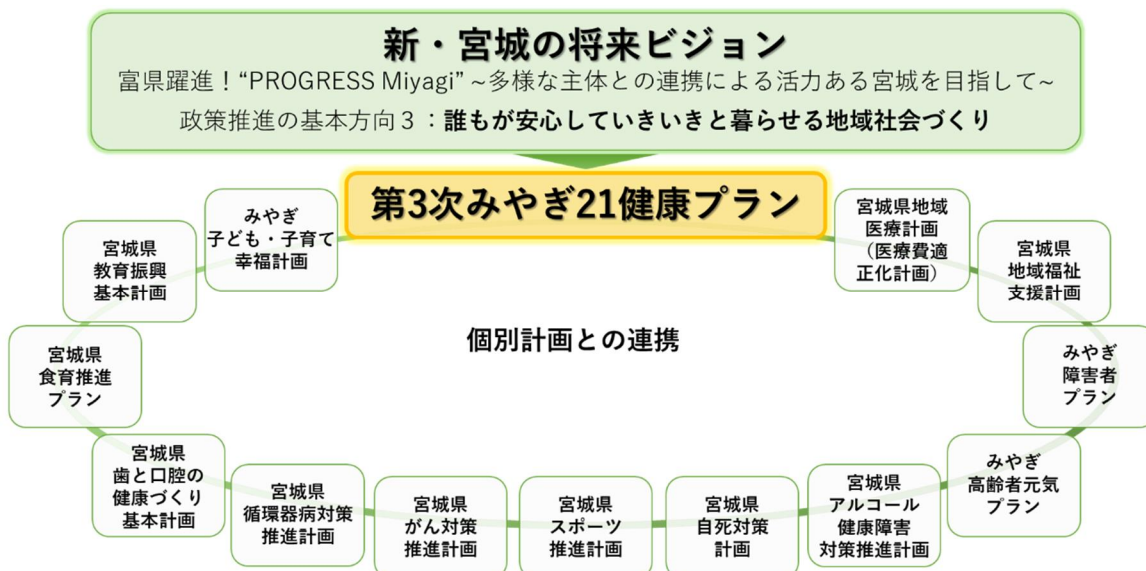 新・宮城の将来ビジョン
富県躍進!“PROGRESS Miyagi” ~多様な主体との連携による活力ある宮城を目指して~
政策推進の基本方向3:誰もが安心していきいきと暮らせる地域社会づくり
第3次みやぎ21健康プラン
みやぎ
子ども・子育て
幸福計画
宮城県
教育振興
基本計画
宮城県
食育推進
プラン
宮城県
歯と口腔の
健康づくり
基本計画
宮城県
循環器病対策
推進計画
宮城県
がん対策
推進計画
宮城県
スポーツ
推進計画
宮城県
自死対策
計画
宮城県
アルコール
健康障害
対策推進計画
みやぎ
高齢者元気
プラン
みやぎ
障害者
プラン
宮城県
地域福祉
支援計画
宮城県地域
医療計画
(医療費適
正化計画)
個別計画との連携